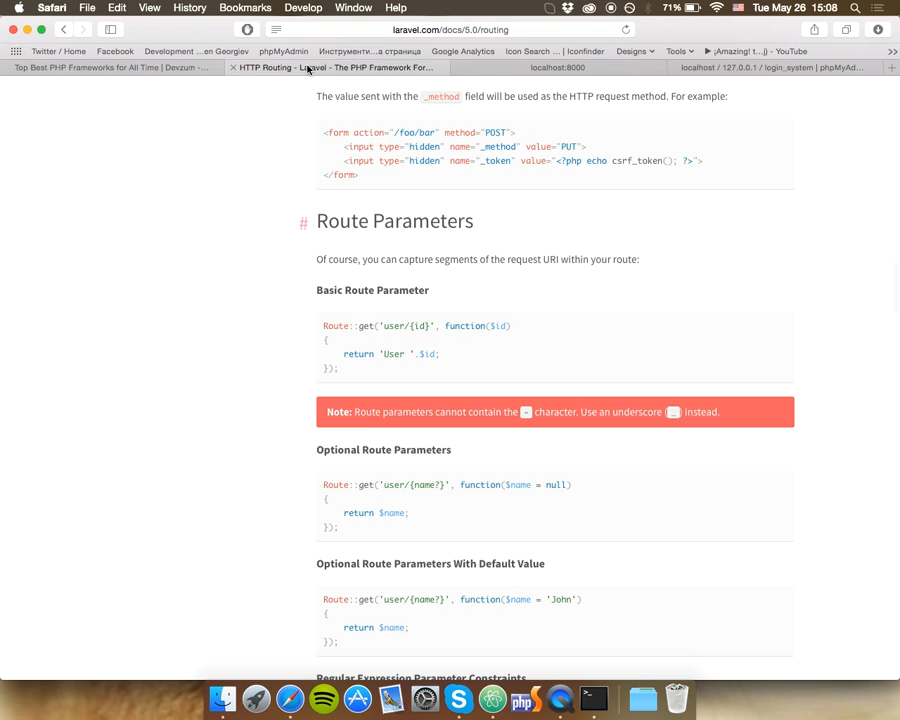 Safari File Edit View History Bookmarks Develop Window Help 71% Tue May 26 15:08
laravel.com/docs/5.0/routing
Twitter / Home Facebook Development ...en Georgiev phpMyAdmin Инструменти...а страница Google Analytics Icon Search ... | Iconfinder Designs Tools ¡Amazing! t...j) - YouTube
Top Best PHP Frameworks for All Time | Devzum -... HTTP Routing - Laravel - The PHP Framework For... localhost:8000 localhost / 127.0.0.1 / login_system | phpMyAd...
The value sent with the _method field will be used as the HTTP request method. For example:
<form action="/foo/bar" method="POST">
<input type="hidden" name="_method" value="PUT">
<input type="hidden" name="_token" value="<?php echo csrf_token(); ?>">
</form>
# Route Parameters
Of course, you can capture segments of the request URI within your route:
Basic Route Parameter
Route::get('user/{id}', function($id)
{
return 'User '.$id;
});
Note: Route parameters cannot contain the - character. Use an underscore (_) instead.
Optional Route Parameters
Route::get('user/{name?}', function($name = null)
{
return $name;
});
Optional Route Parameters With Default Value
Route::get('user/{name?}', function($name = 'John')
{
return $name;
});
Regular Expression Parameter Constraints
php